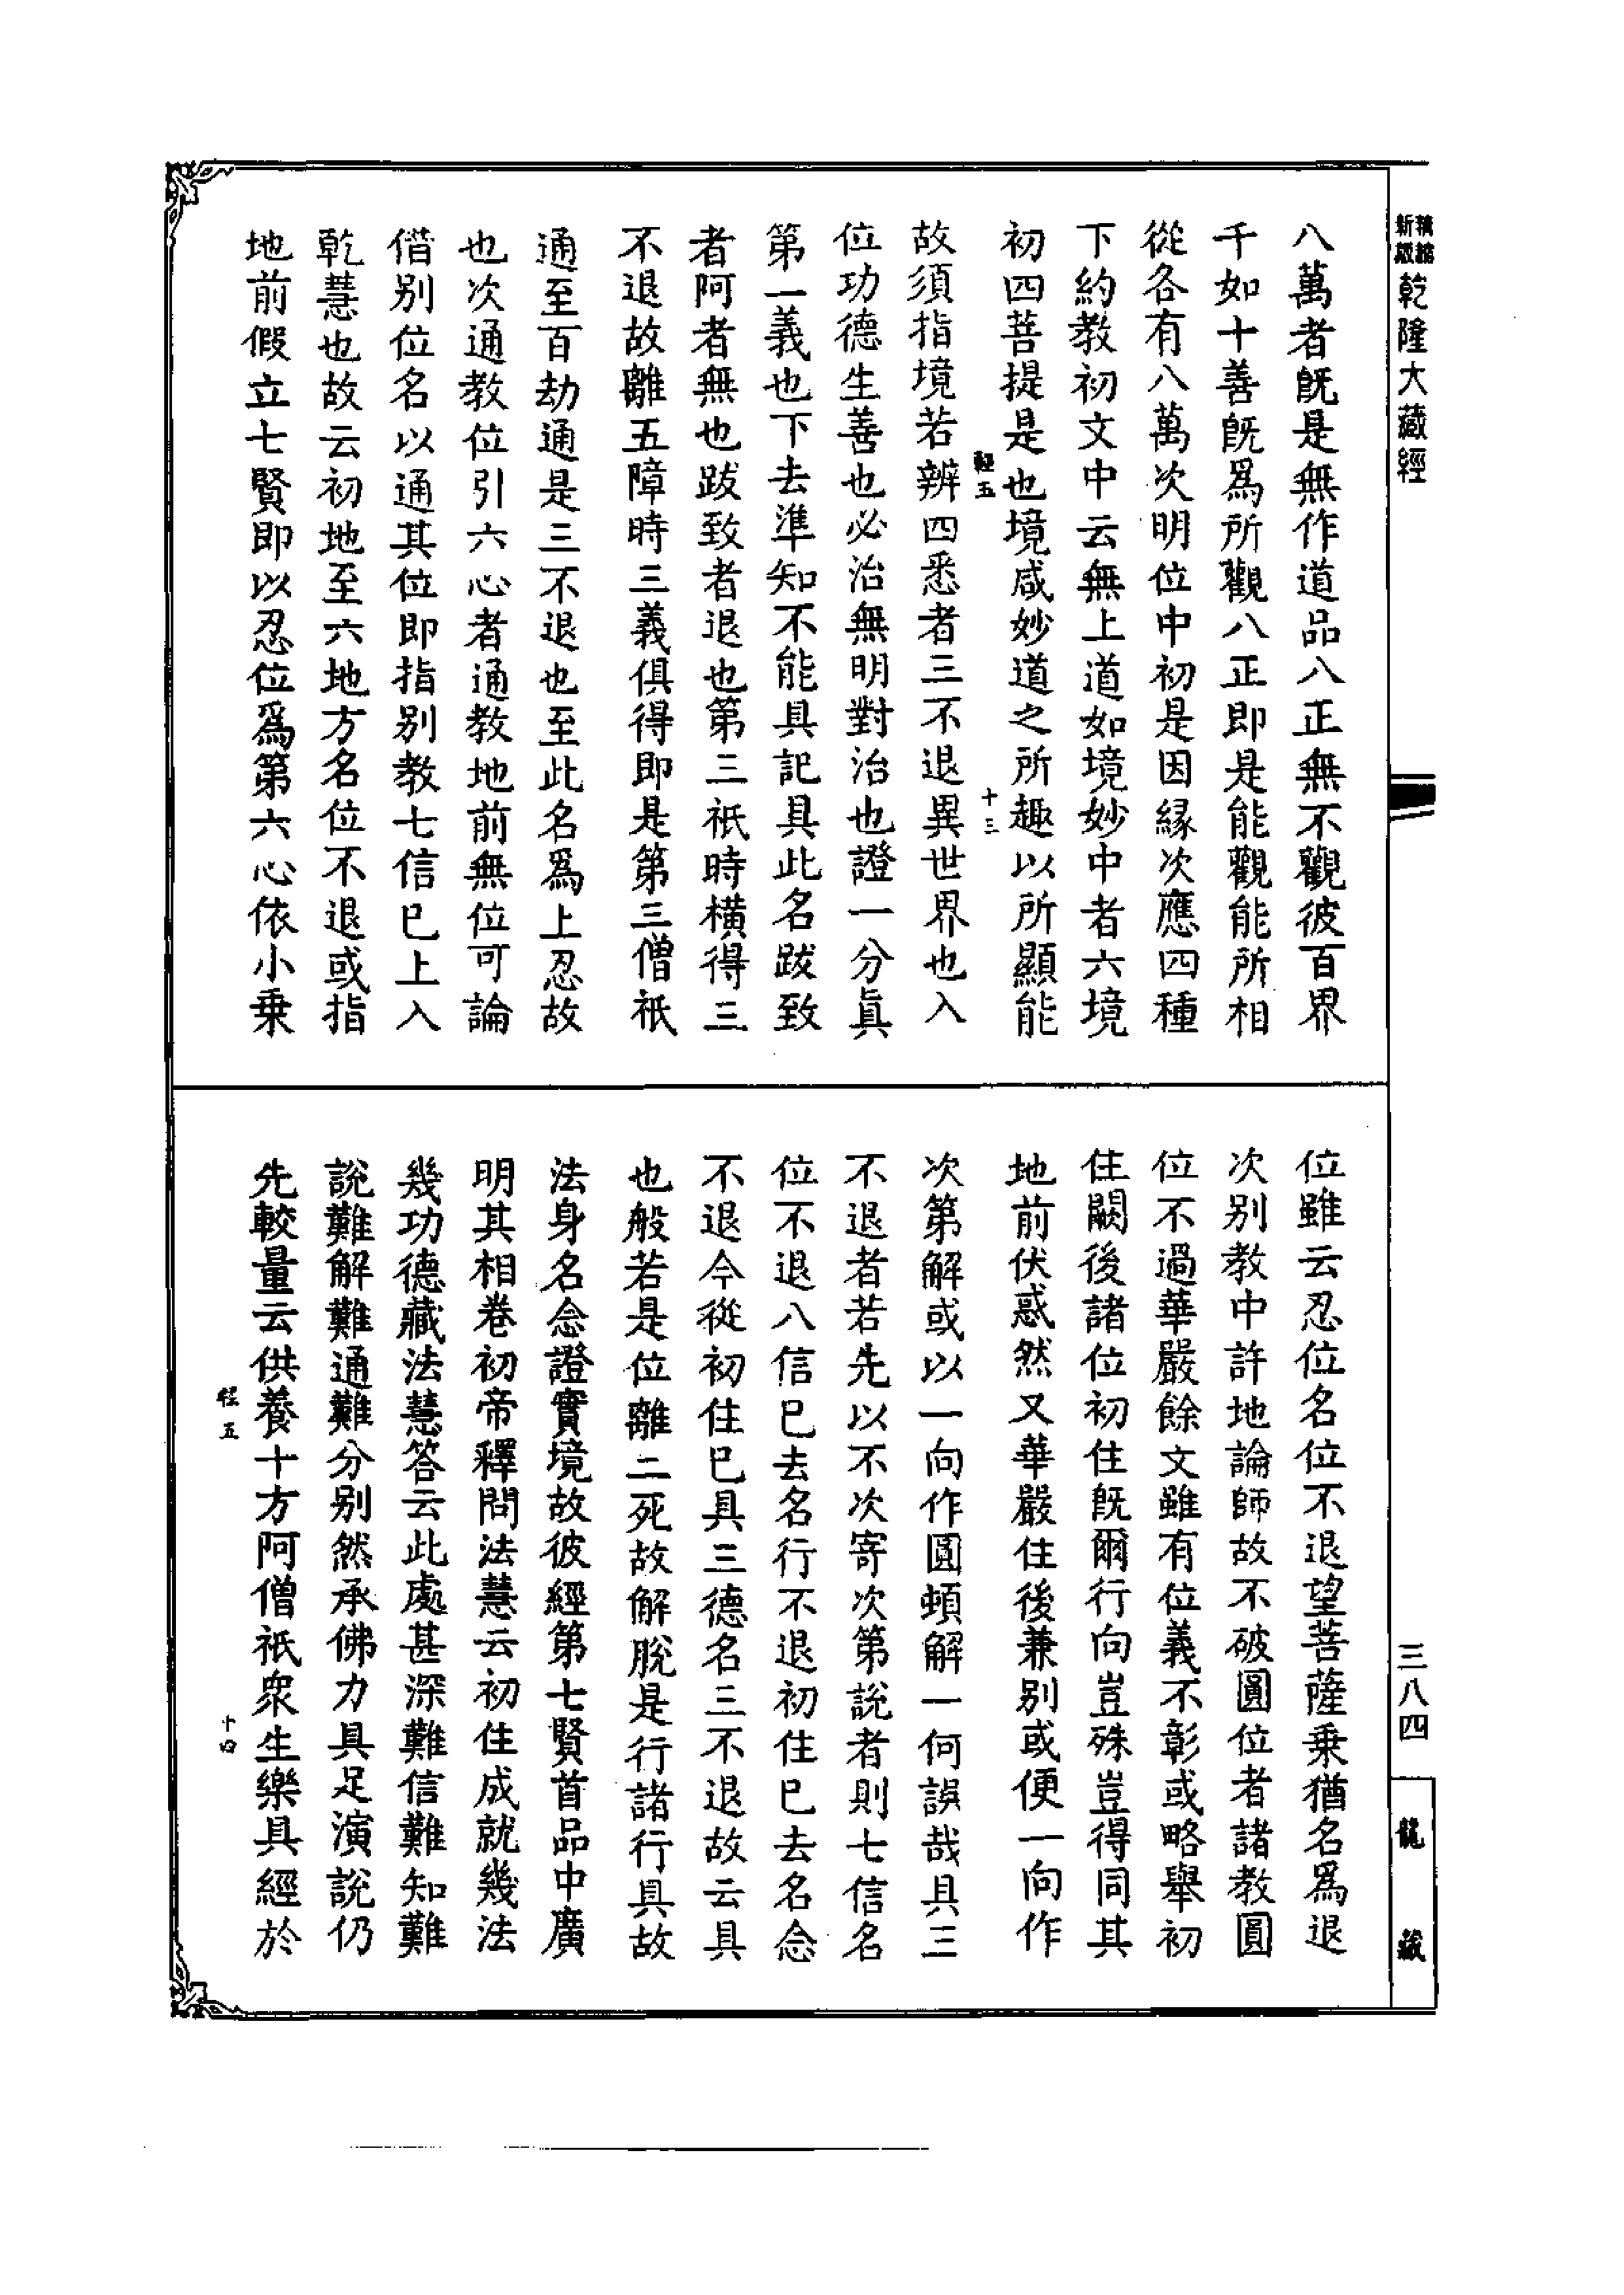 新編縮版乾隆大藏經
三八四
龍藏
八萬者旣是無作道品八正無不觀彼百界
千如十善旣爲所觀八正即是能觀能所相
從各有八萬次明位中初是因縁次應四種
下約教初文中云無上道如境妙中者六境
初四菩提是也境咸妙道之所趣以所顯能
輕五
十三
故須指境若辨四悉者三不退異世界也入
位功德生善也必治無明對治也證一分眞
第一義也下去準知不能具記具此名跋致
者阿者無也跋致者退也第三祇時橫得三
不退故離五障時三義俱得即是第三僧祇
通至百劫通是三不退也至此名爲上忍故
也次通教位引六心者通教地前無位可論
借別位名以通其位即指別教七信已上入
乾慧也故云初地至六地方名位不退或指
地前假立七賢即以忍位爲第六心依小乗
位雖云忍位名位不退望菩薩乗猶名爲退
次別教中許地論師故不破圓位者諸教圓
位不過華嚴餘文雖有位義不彰或略舉初
住闕後諸位初住旣爾行向豈殊豈得同其
地前伏惑然又華嚴住後兼別或便一向作
次第解或以一向作圓頓解一何誤哉具三
不退者若先以不次寄次第說者則七信名
位不退八信已去名行不退初住已去名念
不退今從初住已具三德名三不退故云具
也般若是位離二死故解脫是行諸行具故
法身名念證實境故彼經第七賢首品中廣
明其相卷初帝釋問法慧云初住成就幾法
幾功德藏法慧答云此處甚深難信難知難
說難解難通難分別然承佛力具足演說仍
先較量云供養十方阿僧祇衆生樂具經於
輕五
十四